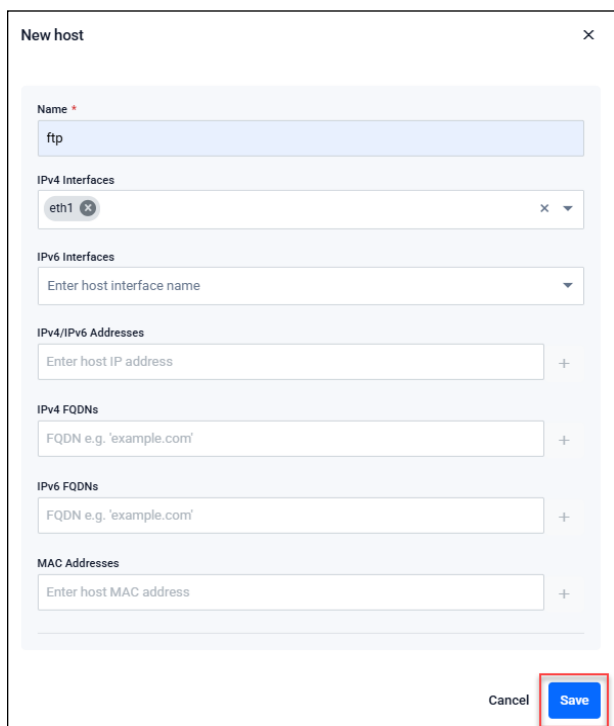 New host
Name *
ftp
IPv4 Interfaces
eth1
IPv6 Interfaces
Enter host interface name
IPv4/IPv6 Addresses
Enter host IP address
IPv4 FQDNs
FQDN e.g. 'example.com'
IPv6 FQDNs
FQDN e.g. 'example.com'
MAC Addresses
Enter host MAC address
Cancel Save